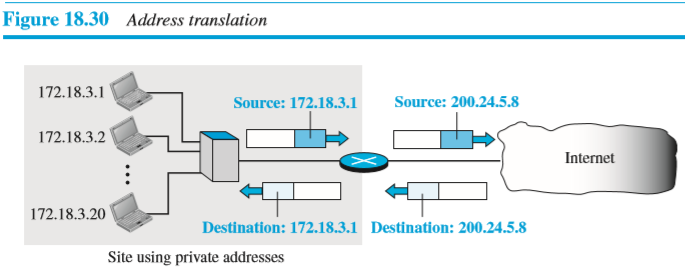 Figure 18.30 Address translation
172.18.3.1
Source: 172.18.3.1
Source: 200.24.5.8
172.18.3.2
Internet
172.18.3.20
Destination: 172.18.3.1
Destination: 200.24.5.8
Site using private addresses